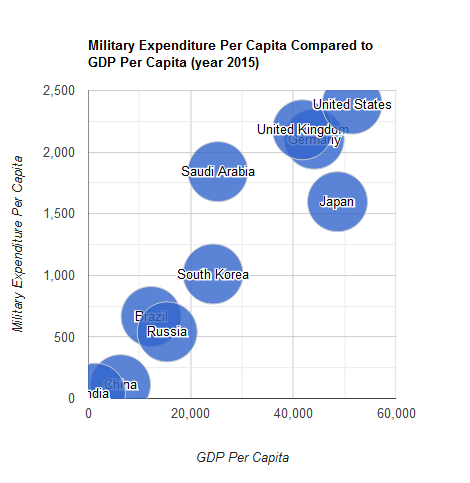 Military Expenditure Per Capita Compared to
GDP Per Capita (year 2015)
Military Expenditure Per Capita
2,500
2,000
1,500
1,000
500
0
United States
United Kingdom
Germany
Saudi Arabia
Japan
South Korea
Brazil
Russia
China
ndia
0 20,000 40,000 60,000
GDP Per Capita